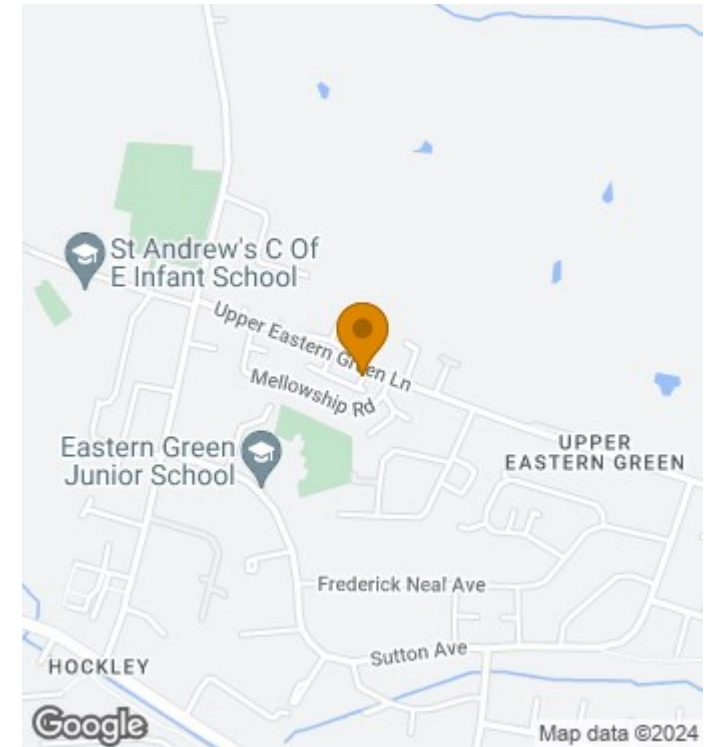 St Andrew's C Of
E Infant School
Upper Eastern Green Ln
Mellowship Rd
Eastern Green
Junior School
UPPER
EASTERN GREEN
Frederick Neal Ave
Sutton Ave
HOCKLEY
Google
Map data ©2024